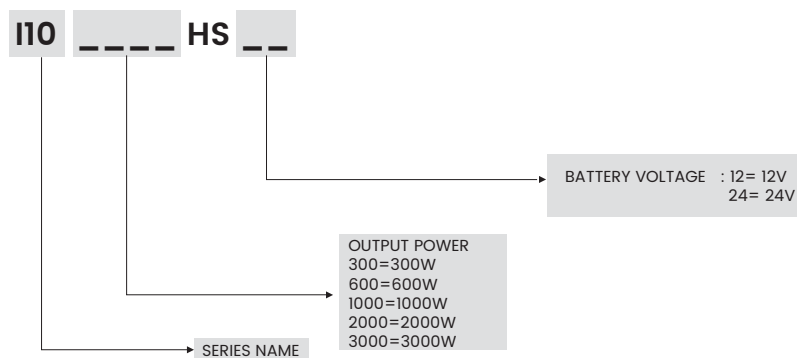 I10 _ _ _ _ HS _ _
BATTERY VOLTAGE : 12= 12V
24= 24V
OUTPUT POWER
300=300W
600=600W
1000=1000W
2000=2000W
3000=3000W
SERIES NAME